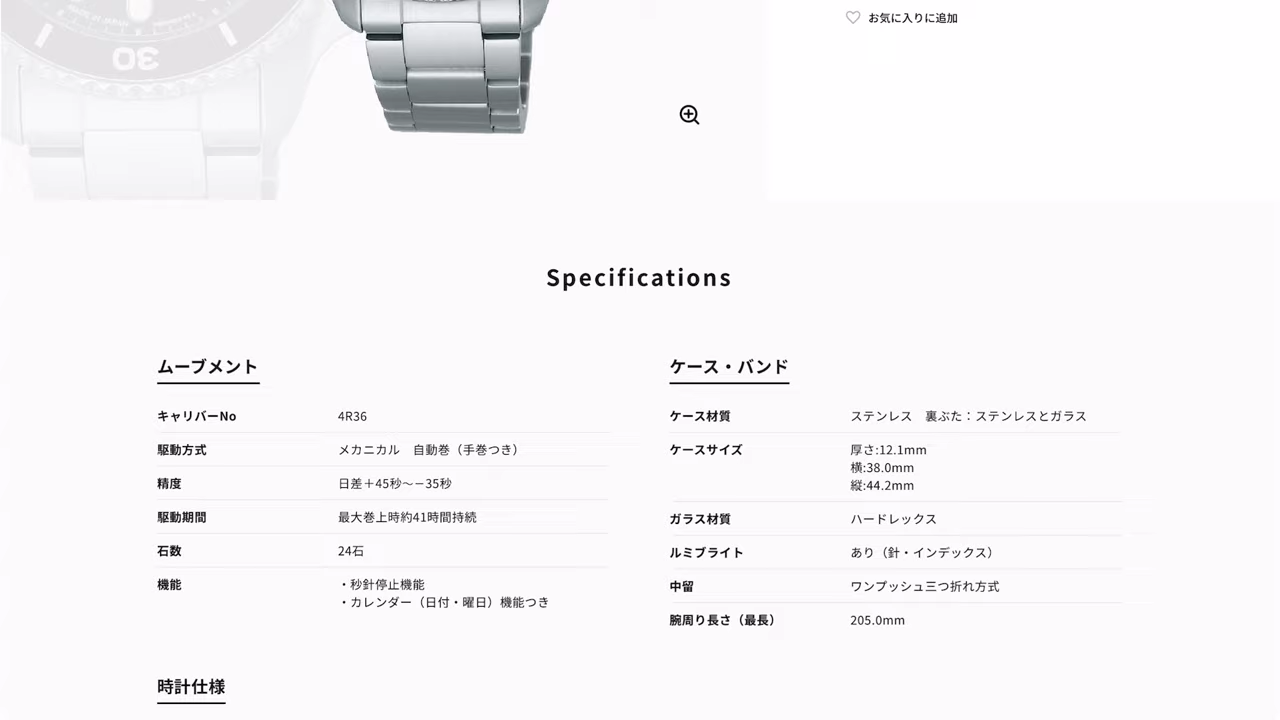 MADE IN JAPAN
30
お気に入りに追加
Specifications
ムーブメント
キャリバーNo 4R36
駆動方式 メカニカル 自動巻（手巻つき）
精度 日差＋45秒～－35秒
駆動期間 最大巻上時約41時間持続
石数 24石
機能 ・秒針停止機能
・カレンダー（日付・曜日）機能つき
ケース・バンド
ケース材質 ステンレス 裏ぶた：ステンレスとガラス
ケースサイズ 厚さ:12.1mm
横:38.0mm
縦:44.2mm
ガラス材質 ハードレックス
ルミブライト あり（針・インデックス）
中留 ワンプッシュ三つ折れ方式
腕周り長さ（最長） 205.0mm
時計仕様